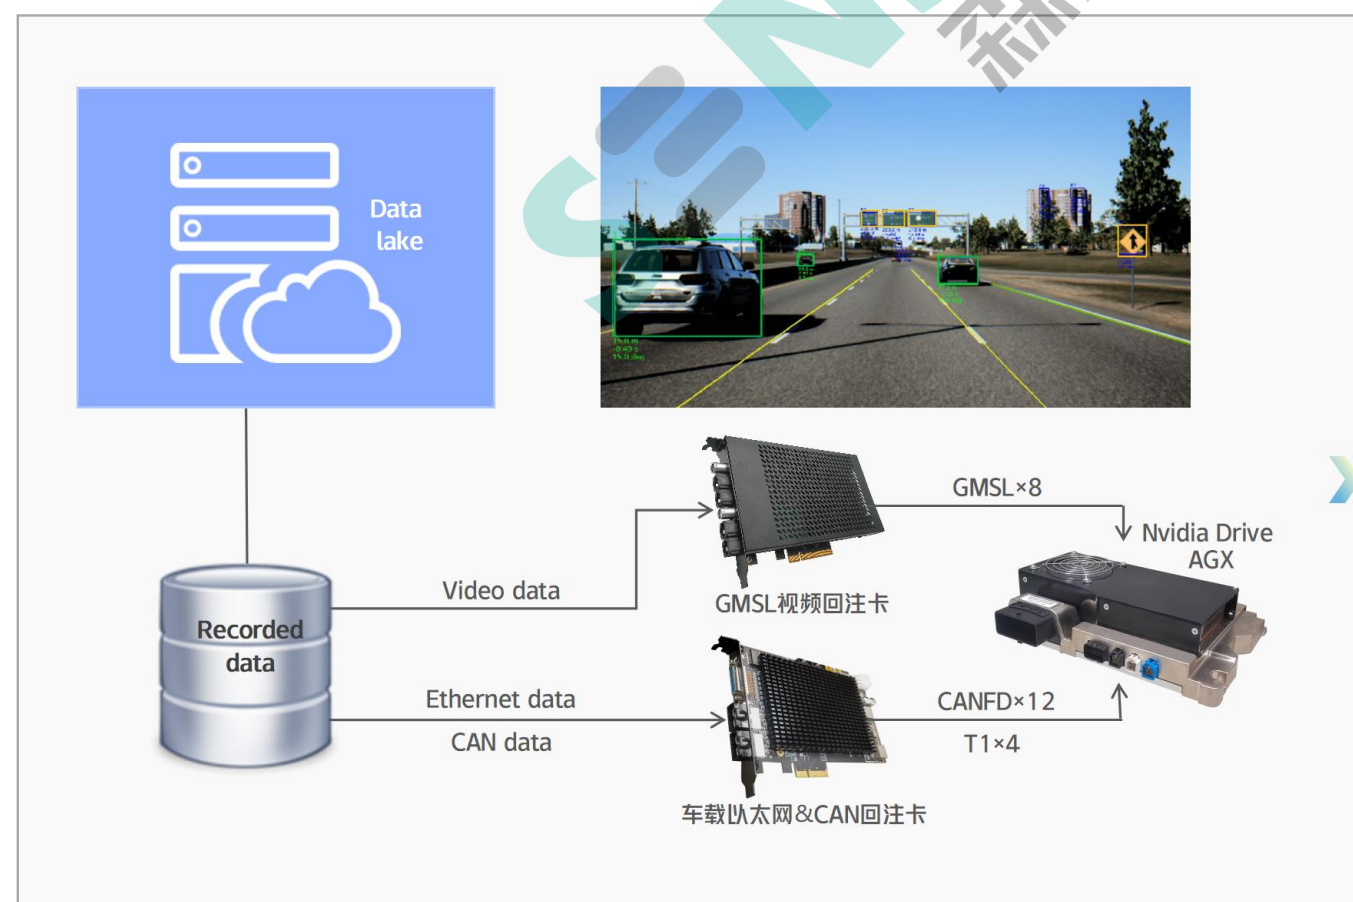 Data
lake
15.0 m
GMSL×8
Nvidia Drive
AGX
Video data
GMSL视频回注卡
Recorded
data
Ethernet data
CAN data
CANFD×12
T1×4
车载以太网&CAN回注卡